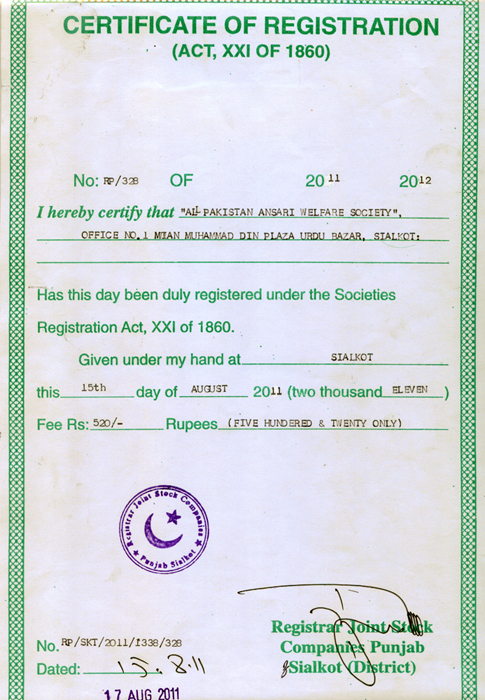 CERTIFICATE OF REGISTRATION
(ACT, XXI OF 1860)
No: RP/328 OF 2011 2012
I hereby certify that "ALL PAKISTAN ANSARI WELFARE SOCIETY",
OFFICE NO.1 MIAN MUHAMMAD DIN PLAZA URDU BAZAR, SIALKOT:
Has this day been duly registered under the Societies
Registration Act, XXI of 1860.
Given under my hand at SIALKOT
this 15th day of AUGUST 2011 (two thousand ELEVEN )
Fee Rs: 520/- Rupees (FIVE HUNDERED & TWENTY ONLY)
Registrar Joint Stock Companies
Punjab Sialkot
Registrar Joint Stock
Companies Punjab
Sialkot (District)
No. RP/SKT/2011/1338/328
Dated: 15.8.11
17 AUG 2011